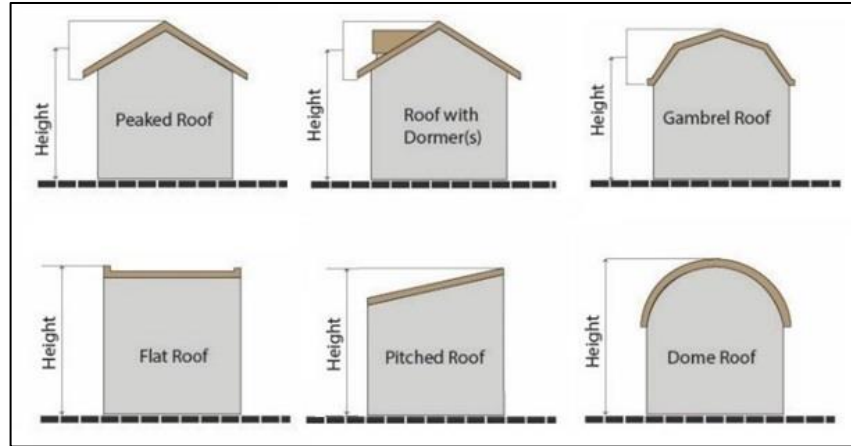 Height
Peaked Roof
Height
Roof with
Dormer(s)
Height
Gambrel Roof
Height
Flat Roof
Height
Pitched Roof
Height
Dome Roof